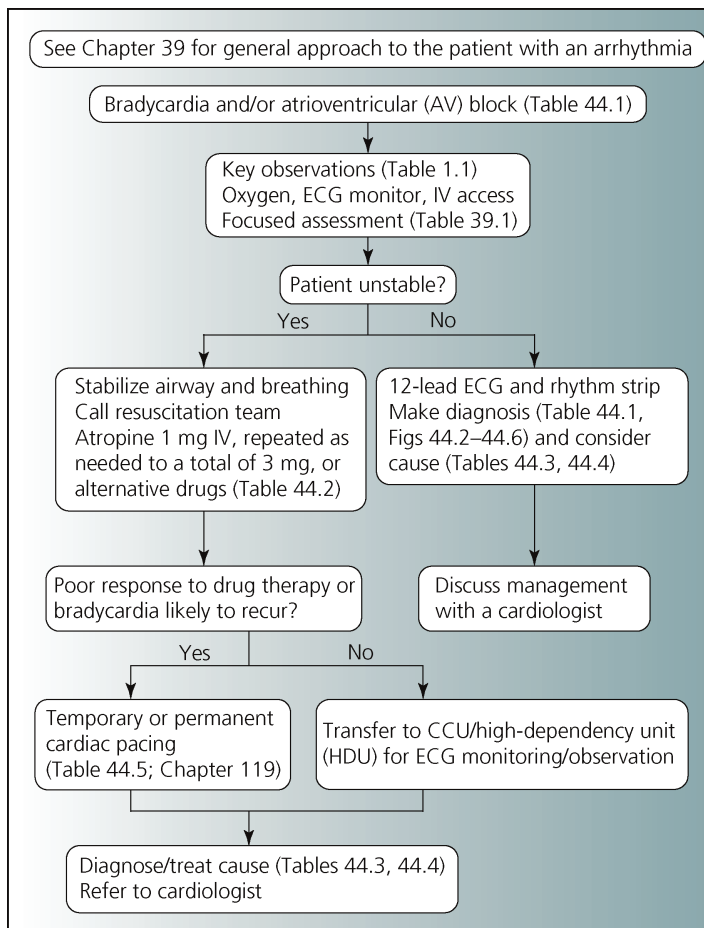 See Chapter 39 for general approach to the patient with an arrhythmia
Bradycardia and/or atrioventricular (AV) block (Table 44.1)
Key observations (Table 1.1)
Oxygen, ECG monitor, IV access
Focused assessment (Table 39.1)
Patient unstable?
Yes
No
Stabilize airway and breathing
Call resuscitation team
Atropine 1 mg IV, repeated as
needed to a total of 3 mg, or
alternative drugs (Table 44.2)
12-lead ECG and rhythm strip
Make diagnosis (Table 44.1,
Figs 44.2–44.6) and consider
cause (Tables 44.3, 44.4)
Poor response to drug therapy or
bradycardia likely to recur?
Discuss management
with a cardiologist
Yes
No
Temporary or permanent
cardiac pacing
(Table 44.5; Chapter 119)
Transfer to CCU/high-dependency unit
(HDU) for ECG monitoring/observation
Diagnose/treat cause (Tables 44.3, 44.4)
Refer to cardiologist